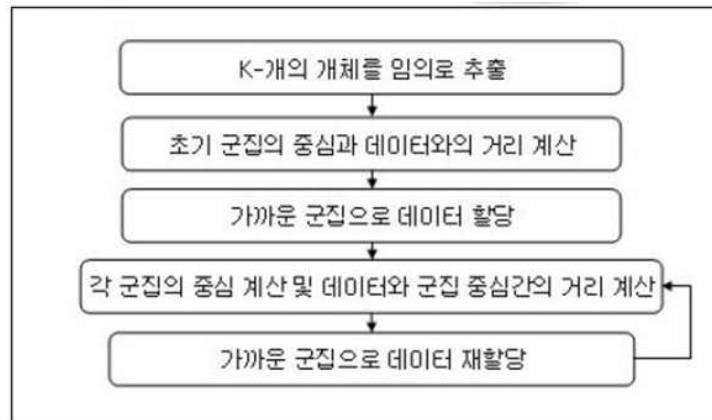 K-개의 개체를 임의로 추출
초기 군집의 중심과 데이터와의 거리 계산
가까운 군집으로 데이터 할당
각 군집의 중심 계산 및 데이터와 군집 중심간의 거리 계산
가까운 군집으로 데이터 재할당